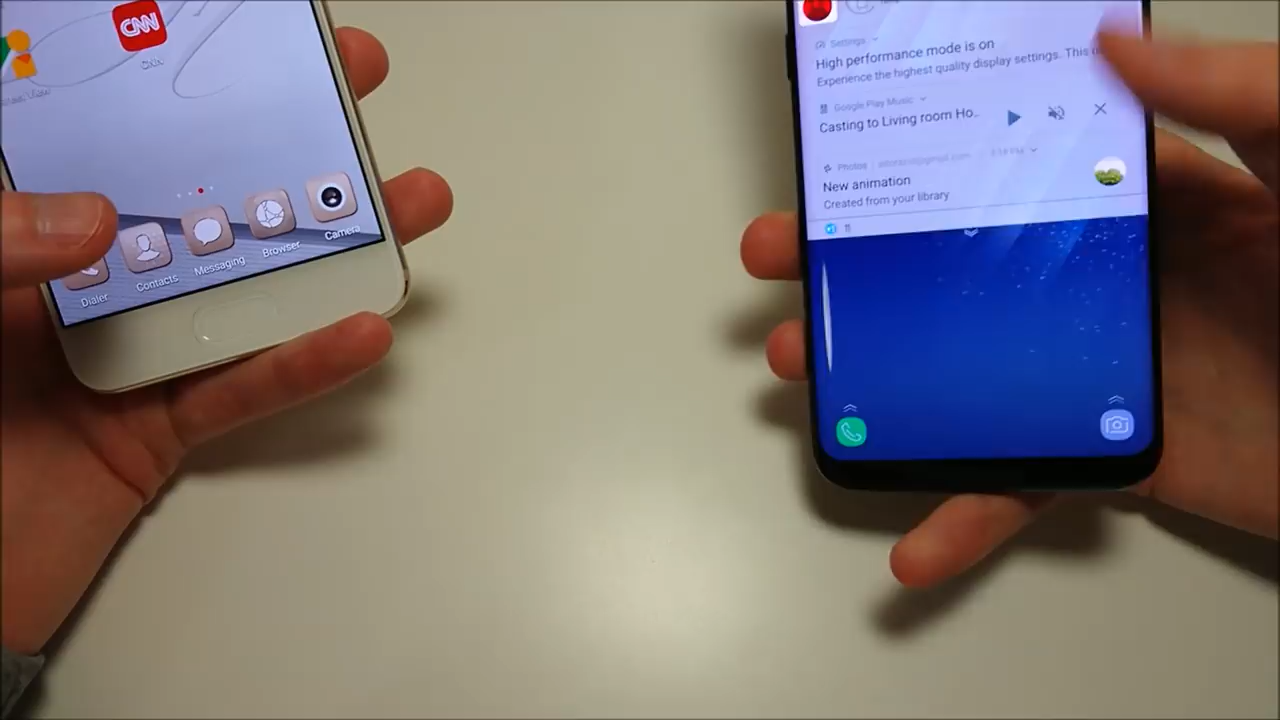 CNN
CNN
Dialer
Contacts
Messaging
Browser
Camera
Settings
High performance mode is on
Experience the highest quality display settings. This
Google Play Music
Casting to Living room Ho..
Photos
New animation
Created from your library